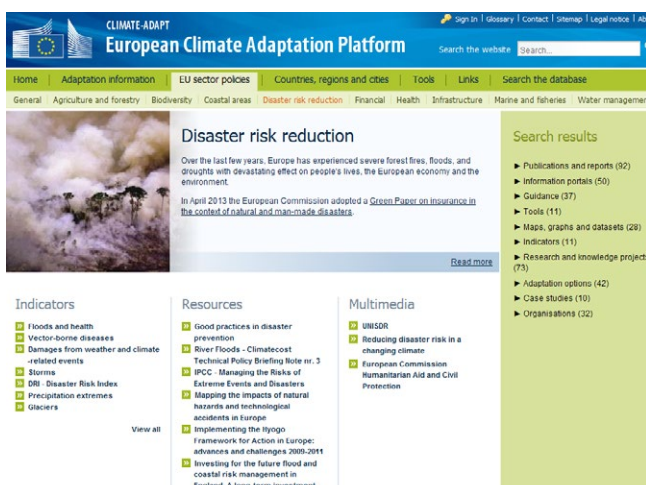 CLIMATE-ADAPT
European Climate Adaptation Platform
Sign In | Glossary | Contact | Sitemap | Legal notice |
Search the website Search...
Home Adaptation information EU sector policies Countries, regions and cities Tools Links Search the database
General Agriculture and forestry Biodiversity Coastal areas Disaster risk reduction Financial Health Infrastructure Marine and fisheries Water
Disaster risk reduction
Over the last few years, Europe has experienced severe forest fires, floods, and
droughts with devastating effect on people's lives, the European economy and the
environment.
In April 2013 the European Commission adopted a Green Paper on insurance in
the context of natural and man-made disasters.
Read more
Search results
Publications and reports (92)
Information portals (50)
Guidance (37)
Tools (11)
Maps, graphs and datasets (28)
Indicators (11)
Research and knowledge projects
(73)
Adaptation options (42)
Case studies (10)
Organisations (32)
Indicators
Floods and health
Vector-borne diseases
Damages from weather and climate
-related events
Storms
DRI - Disaster Risk Index
Precipitation extremes
Glaciers
View all
Resources
Good practices in disaster
prevention
River Floods - Climatecost
Technical Policy Briefing Note nr. 3
IPCC - Managing the Risks of
Extreme Events and Disasters
Mapping the impacts of natural
hazards and technological
accidents in Europe
Implementing the Hyogo
Framework for Action in Europe:
advances and challenges 2009-2011
Investing for the future flood and
coastal risk management in
Multimedia
UNISDR
Reducing disaster risk in a
changing climate
European Commission
Humanitarian Aid and Civil
Protection